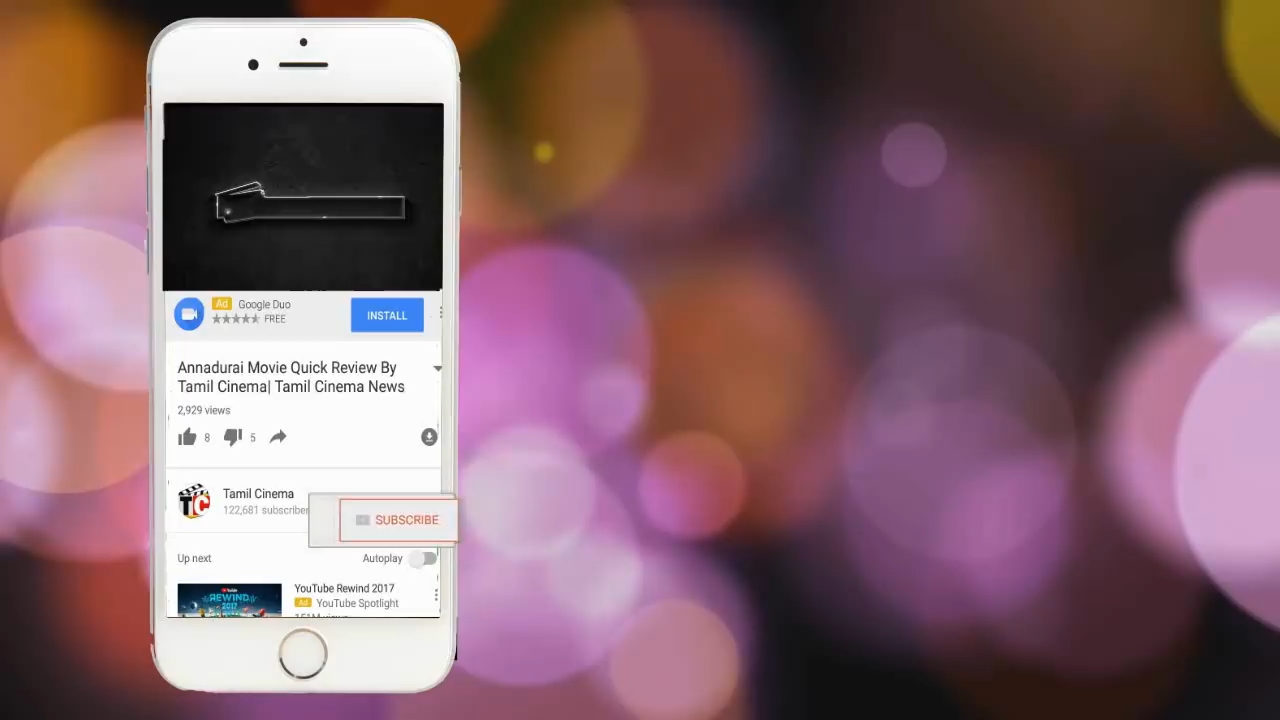 Ad Google Duo
FREE
INSTALL
Annadurai Movie Quick Review By
Tamil Cinema| Tamil Cinema News
2,929 views
8 5
TC
Tamil Cinema
122,681 subscriber
SUBSCRIBE
Up next Autoplay
YouTube Rewind 2017
Ad YouTube Spotlight
REWIND
2017
151M views